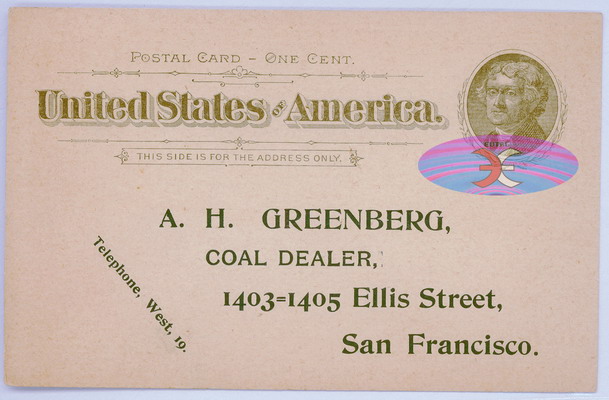 POSTAL CARD – ONE CENT.
United States OF America.
THIS SIDE IS FOR THE ADDRESS ONLY.
A. H. GREENBERG,
COAL DEALER,
1403=1405 Ellis Street,
San Francisco.
Telephone, West, 19.